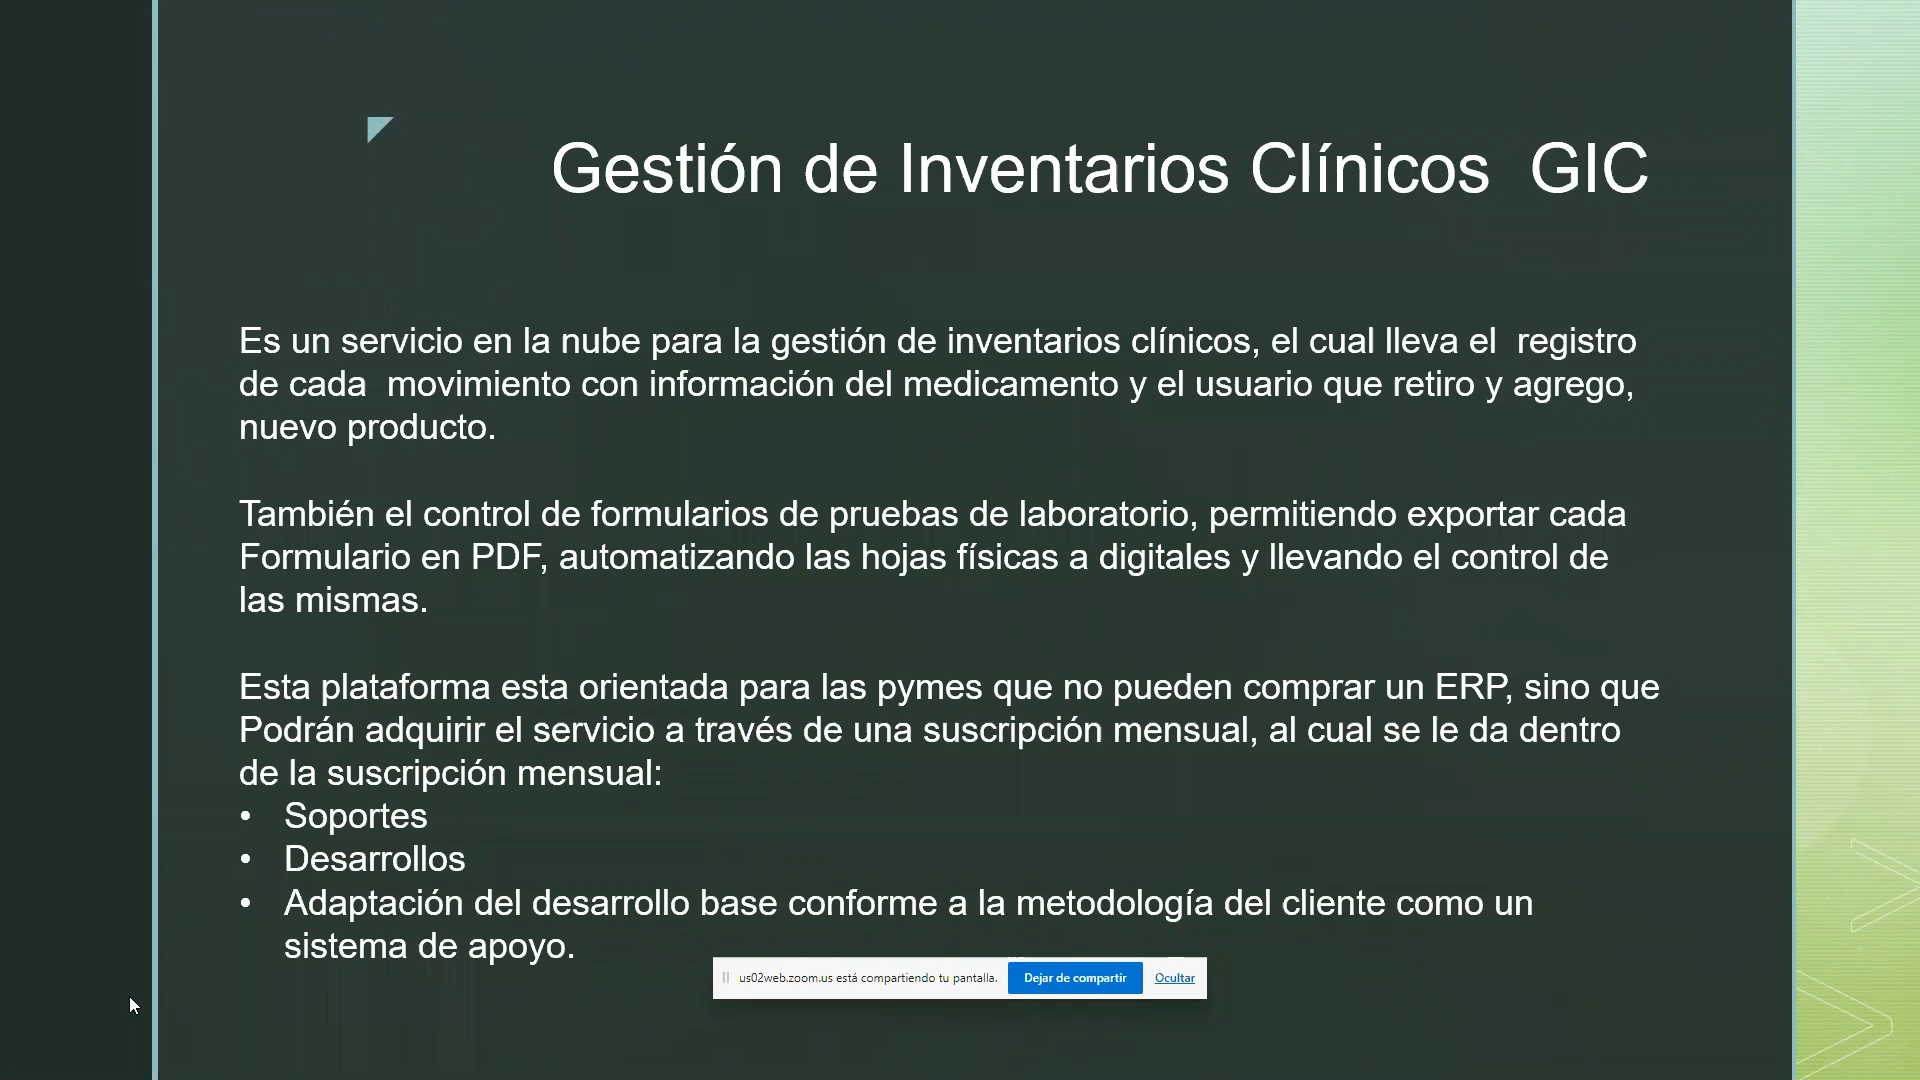 Gestión de Inventarios Clínicos  GIC
Es un servicio en la nube para la gestión de inventarios clínicos, el cual lleva el  registro
de cada  movimiento con información del medicamento y el usuario que retiro y agrego,
nuevo producto.
También el control de formularios de pruebas de laboratorio, permitiendo exportar cada
Formulario en PDF, automatizando las hojas físicas a digitales y llevando el control de
las mismas.
Esta plataforma esta orientada para las pymes que no pueden comprar un ERP, sino que
Podrán adquirir el servicio a través de una suscripción mensual, al cual se le da dentro
de la suscripción mensual:
• Soportes
• Desarrollos
• Adaptación del desarrollo base conforme a la metodología del cliente como un
sistema de apoyo.
us02web.zoom.us está compartiendo tu pantalla. Dejar de compartir Ocultar